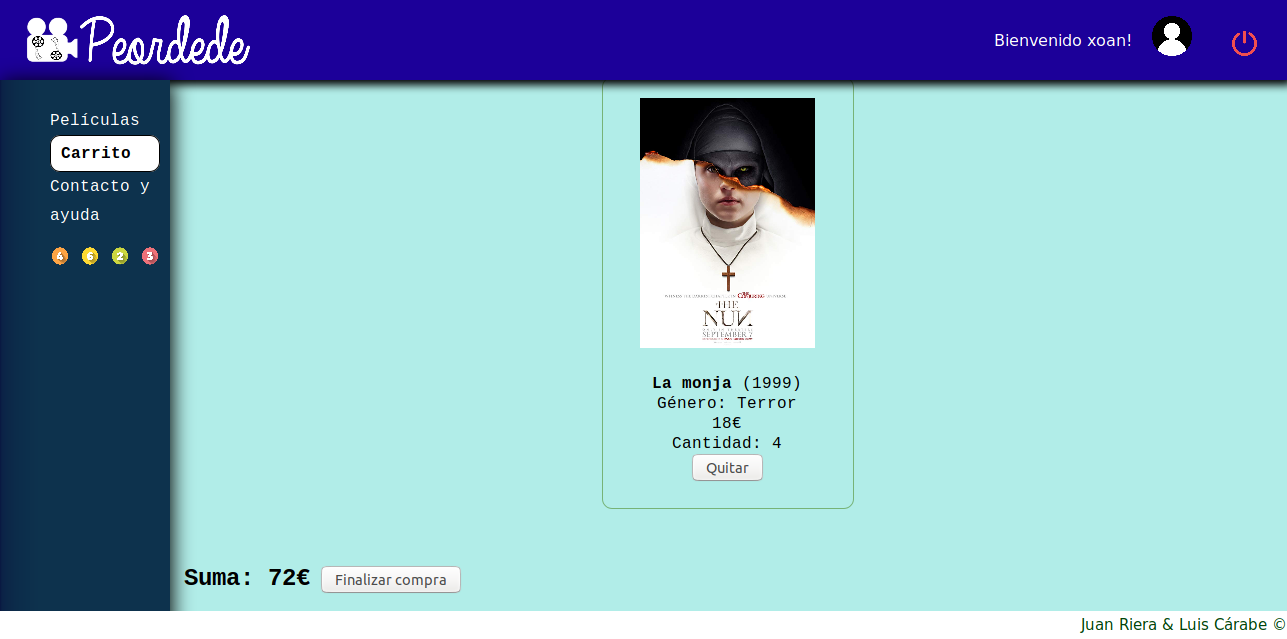 Peordede
Bienvenido xoan!
Películas
Carrito
Contacto y
ayuda
4 6 2 3
THE
NUN
SEPTEMBER 7
La monja (1999)
Género: Terror
18€
Cantidad: 4
Quitar
Suma: 72€ Finalizar compra
Juan Riera & Luis Cárabe ©